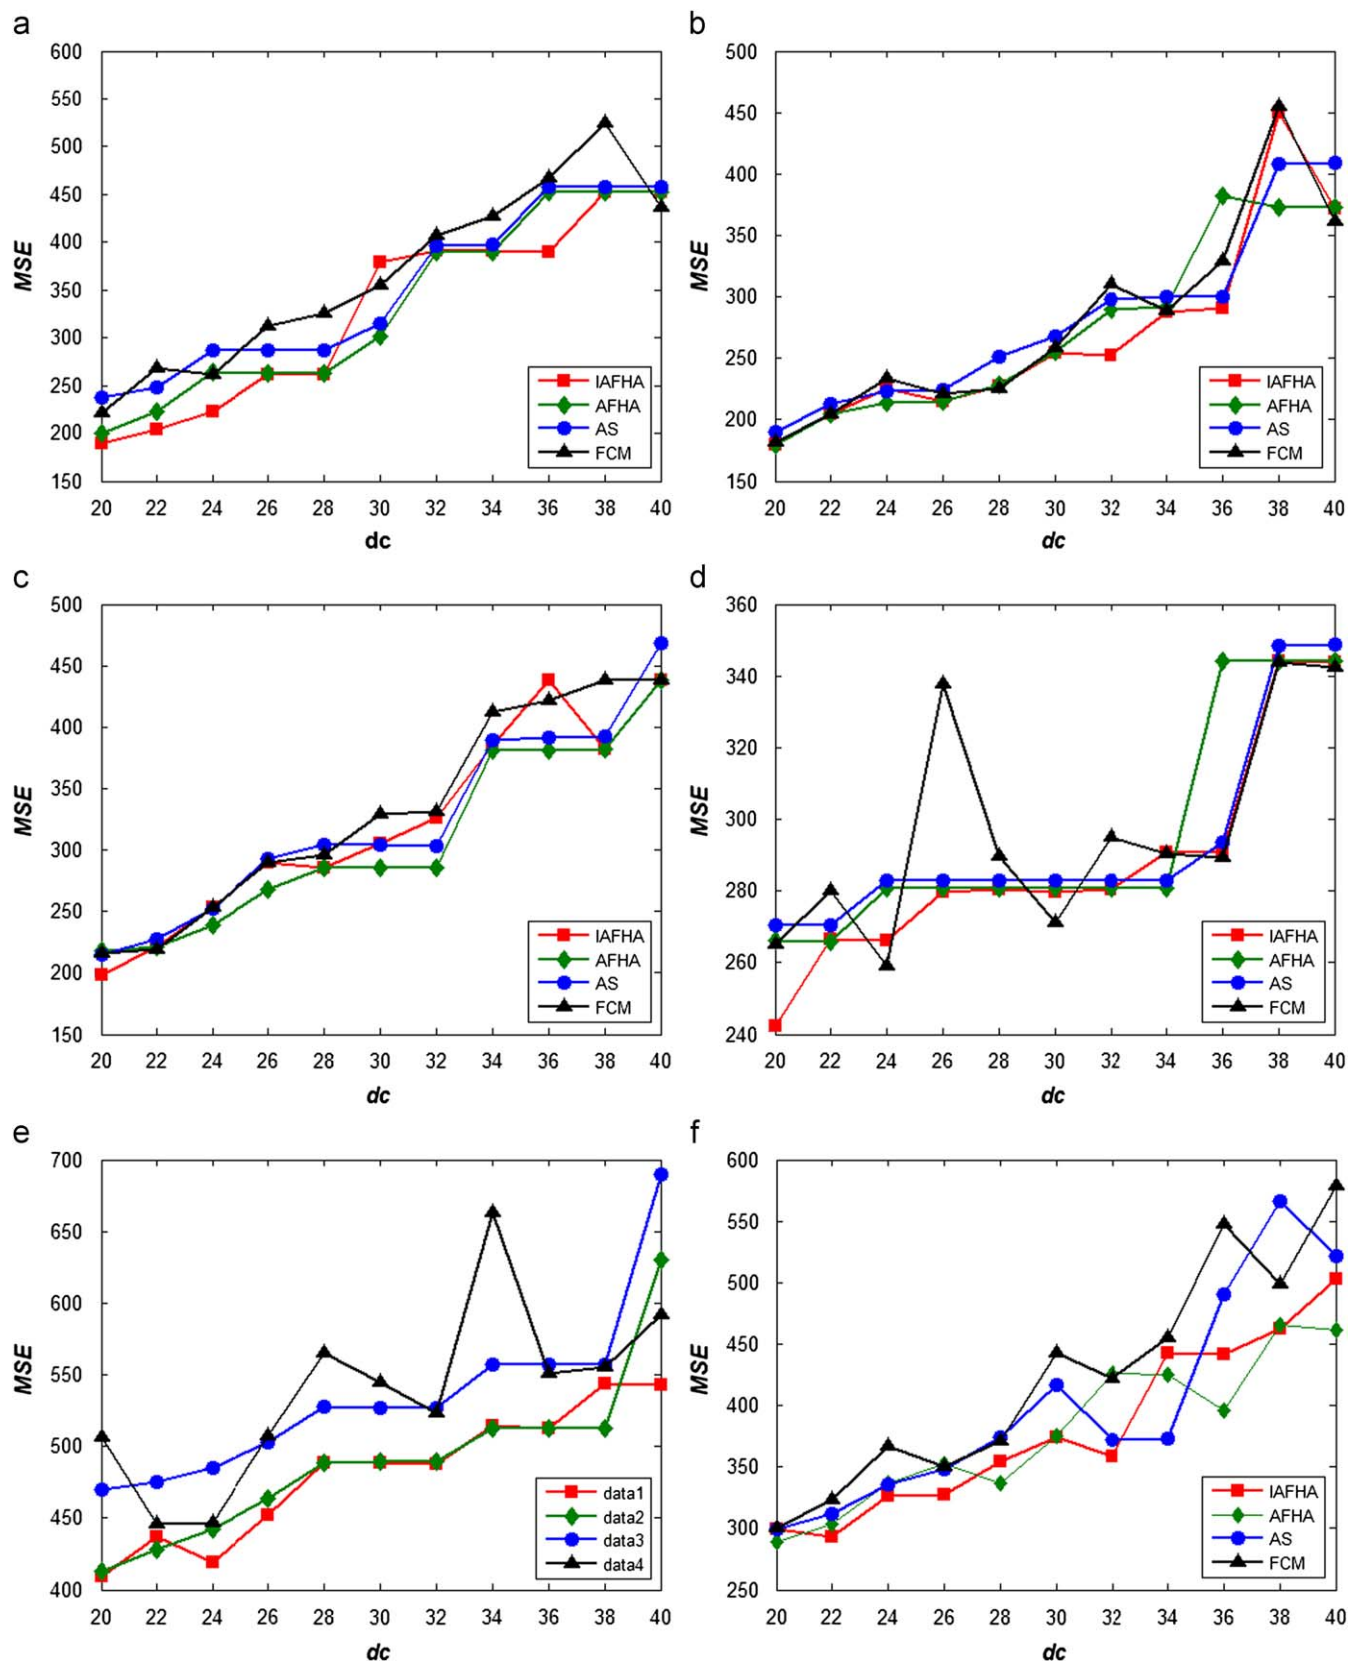 a
600
550
500
450
400
350
300
250
200
150
MSE
20 22 24 26 28 30 32 34 36 38 40
dc
IAFHA
AFHA
AS
FCM
b
500
450
400
350
300
250
200
150
MSE
20 22 24 26 28 30 32 34 36 38 40
dc
IAFHA
AFHA
AS
FCM
c
500
450
400
350
300
250
200
150
MSE
20 22 24 26 28 30 32 34 36 38 40
dc
IAFHA
AFHA
AS
FCM
d
360
340
320
300
280
260
240
MSE
20 22 24 26 28 30 32 34 36 38 40
dc
IAFHA
AFHA
AS
FCM
e
700
650
600
550
500
450
400
MSE
20 22 24 26 28 30 32 34 36 38 40
dc
data1
data2
data3
data4
f
600
550
500
450
400
350
300
250
MSE
20 22 24 26 28 30 32 34 36 38 40
dc
IAFHA
AFHA
AS
FCM